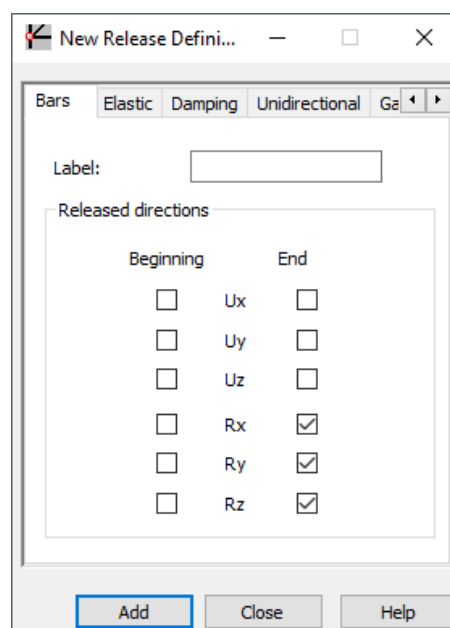 New Release Defini...
Bars Elastic Damping Unidirectional Ga
Label:
Released directions
Beginning End
Ux
Uy
Uz
Rx
Ry
Rz
Add Close Help